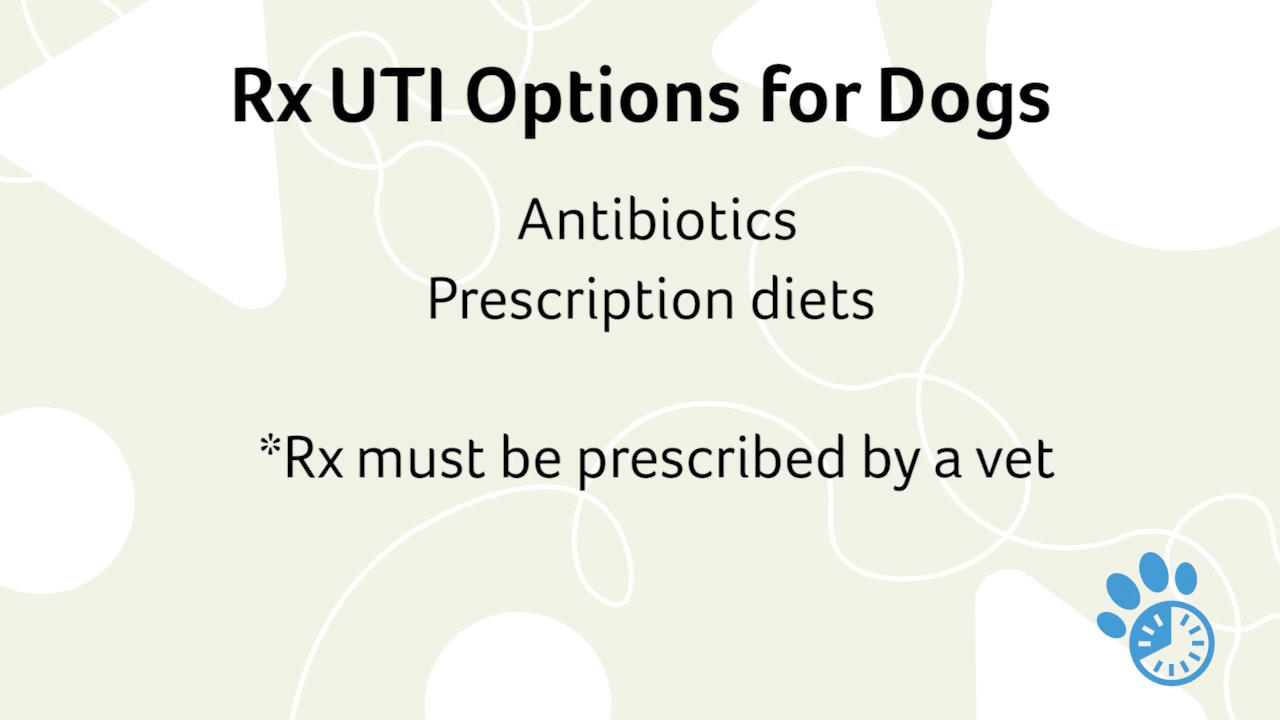 Rx UTI Options for Dogs
Antibiotics
Prescription diets
*Rx must be prescribed by a vet